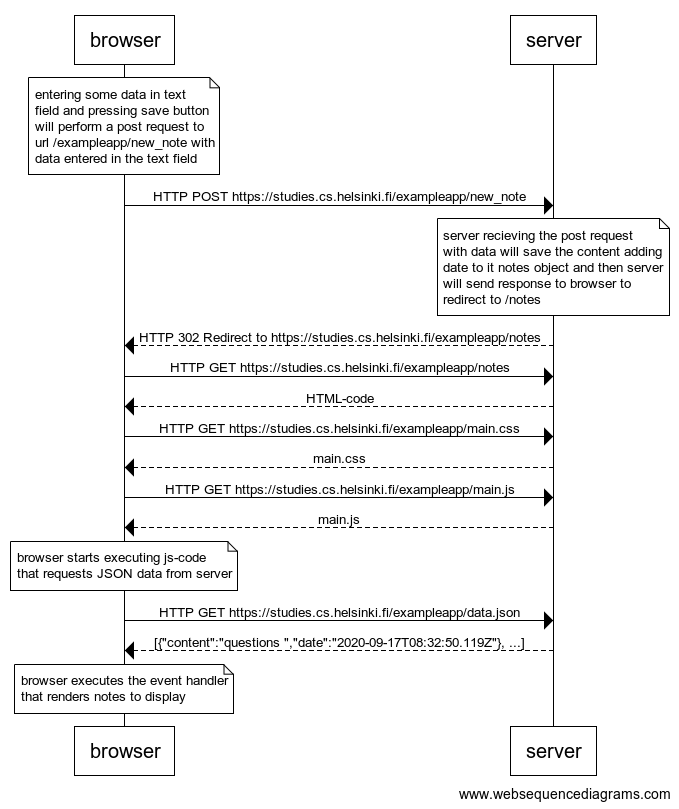 browser
server
entering some data in text
field and pressing save button
will perform a post request to
url /exampleapp/new_note with
data entered in the text field
HTTP POST https://studies.cs.helsinki.fi/exampleapp/new_note
server recieving the post request
with data will save the content adding
date to it notes object and then server
will send response to browser to
redirect to /notes
HTTP 302 Redirect to https://studies.cs.helsinki.fi/exampleapp/notes
HTTP GET https://studies.cs.helsinki.fi/exampleapp/notes
HTML-code
HTTP GET https://studies.cs.helsinki.fi/exampleapp/main.css
main.css
HTTP GET https://studies.cs.helsinki.fi/exampleapp/main.js
main.js
browser starts executing js-code
that requests JSON data from server
HTTP GET https://studies.cs.helsinki.fi/exampleapp/data.json
[{"content":"questions ","date":"2020-09-17T08:32:50.119Z"}, ...]
browser executes the event handler
that renders notes to display
browser
server
www.websequencediagrams.com